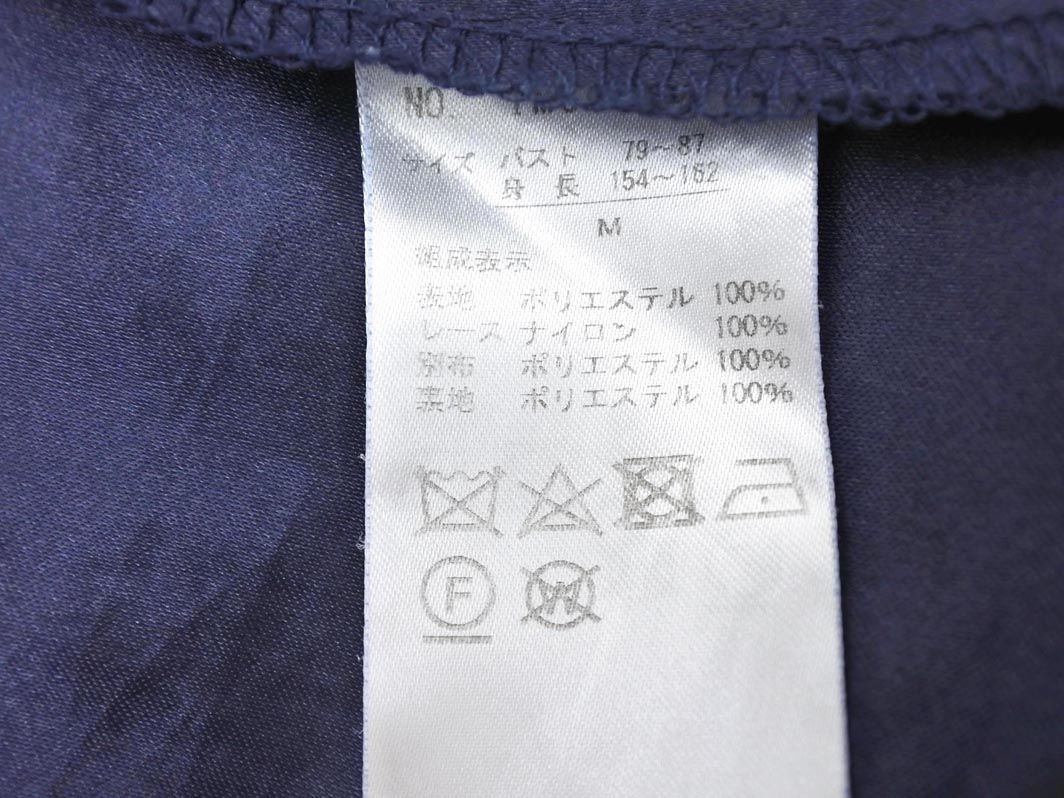 NO.
サイズ バスト 79～87
身 長 154～162
M
組成表示
表地 ポリエステル 100%
レース ナイロン 100%
別布 ポリエステル 100%
裏地 ポリエステル 100%
F
W